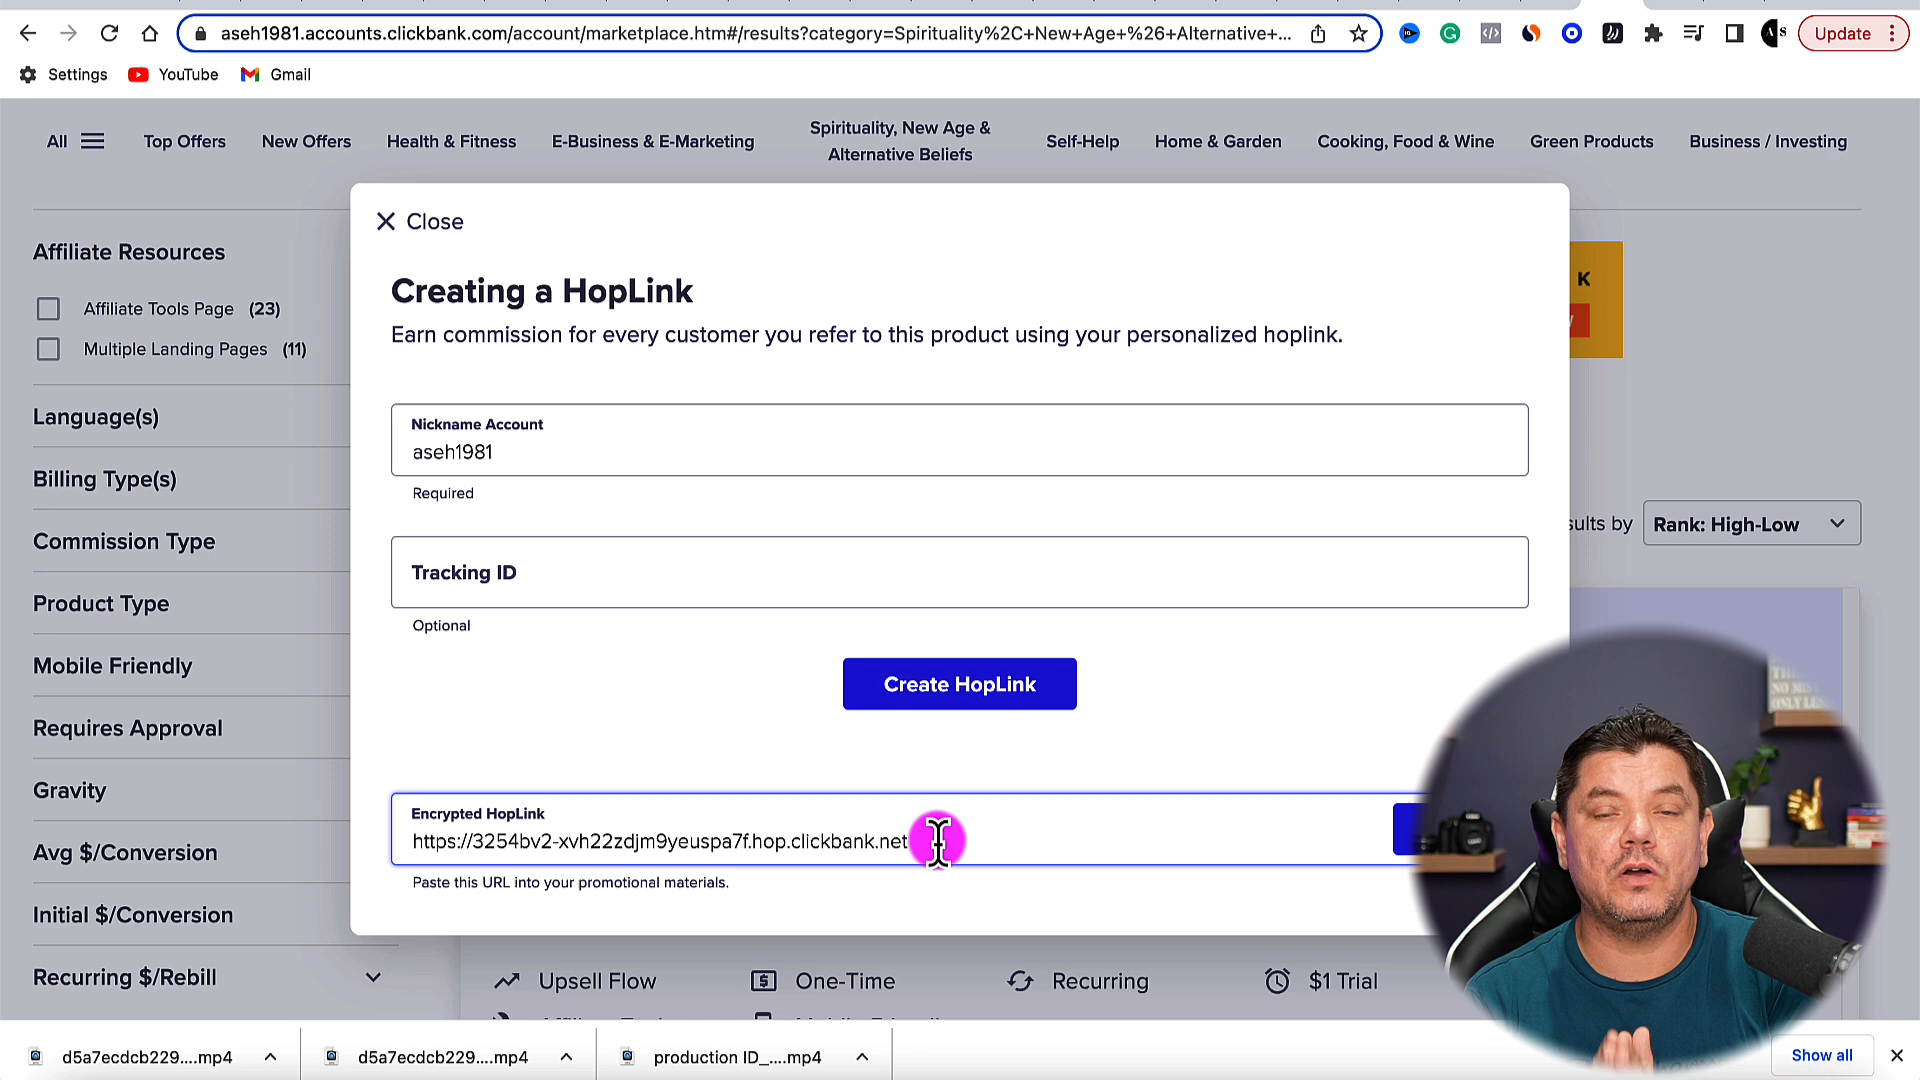 aseh1981.accounts.clickbank.com/account/marketplace.htm#/results?category=Spirituality%2C+New+Age+%26+Alternative+...
Update
Settings
YouTube
Gmail
All
Top Offers
New Offers
Health & Fitness
E-Business & E-Marketing
Spirituality, New Age &
Alternative Beliefs
Self-Help
Home & Garden
Cooking, Food & Wine
Green Products
Business / Investing
Close
Creating a HopLink
Earn commission for every customer you refer to this product using your personalized hoplink.
Nickname Account
aseh1981
Required
Tracking ID
Optional
Create HopLink
Encrypted HopLink
https://3254bv2-xvh22zdjm9yeuspa7f.hop.clickbank.net
Paste this URL into your promotional materials.
Affiliate Resources
Affiliate Tools Page (23)
Multiple Landing Pages (11)
Language(s)
Billing Type(s)
Commission Type
Product Type
Mobile Friendly
Requires Approval
Gravity
Avg $/Conversion
Initial $/Conversion
Recurring $/Rebill
K
sults by
Rank: High-Low
Upsell Flow
One-Time
Recurring
$1 Trial
d5a7ecdcb229....mp4
d5a7ecdcb229....mp4
production ID_....mp4
Show all